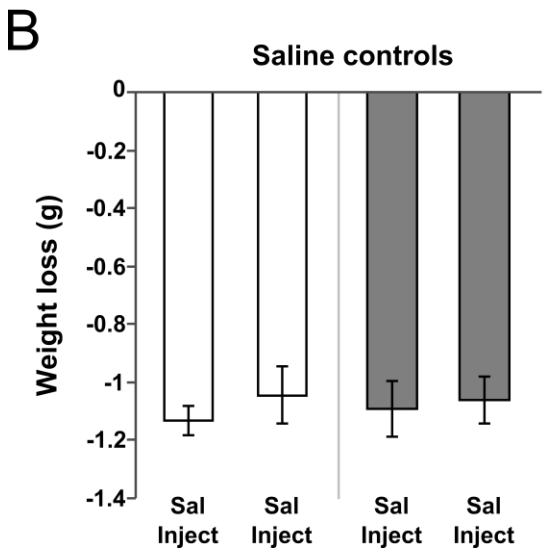 B
Saline controls
Weight loss (g)
0
-0.2
-0.4
-0.6
-0.8
-1
-1.2
-1.4
Sal Sal Sal Sal
Inject Inject Inject Inject